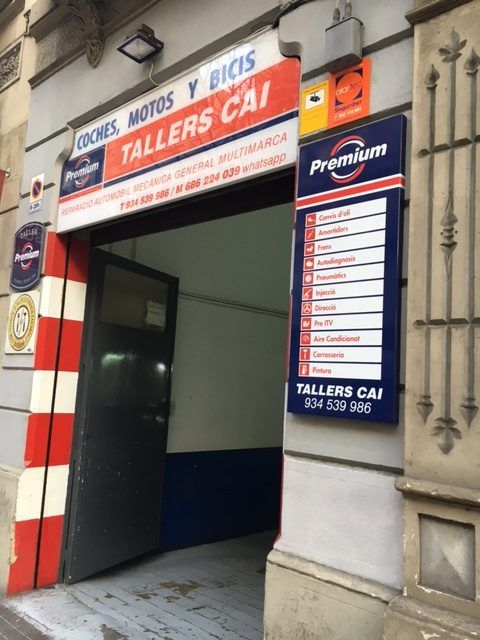 COCHES, MOTOS Y BICIS
TALLERS CAI
Premium
REPARACIÓ AUTOMOBIL MECÀNICA GENERAL MULTIMARCA
T 934 539 986 / M 686 224 039 whatsapp
TALLER
Premium
Premium
Canvis d'oli
Amortidors
Frens
Autodiagnosis
Pneumàtics
Injecció
Direcció
Pre ITV
Aire Condicionat
Carrosseria
Pintura
TALLERS CAI
934 539 986